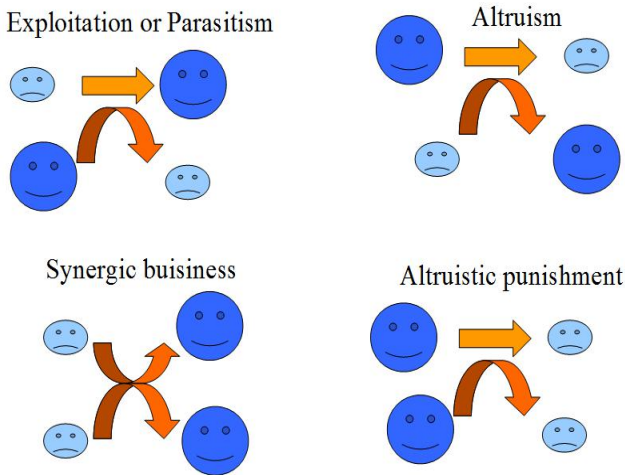 Exploitation or Parasitism
Altruism
Synergic buisiness
Altruistic punishment